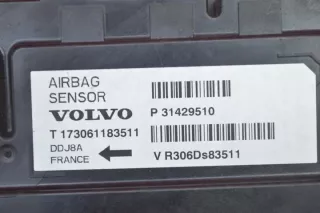 AIRBAG
SENSOR
VOLVO P 31429510
T 173061183511
DDJ8A
FRANCE V R306Ds83511